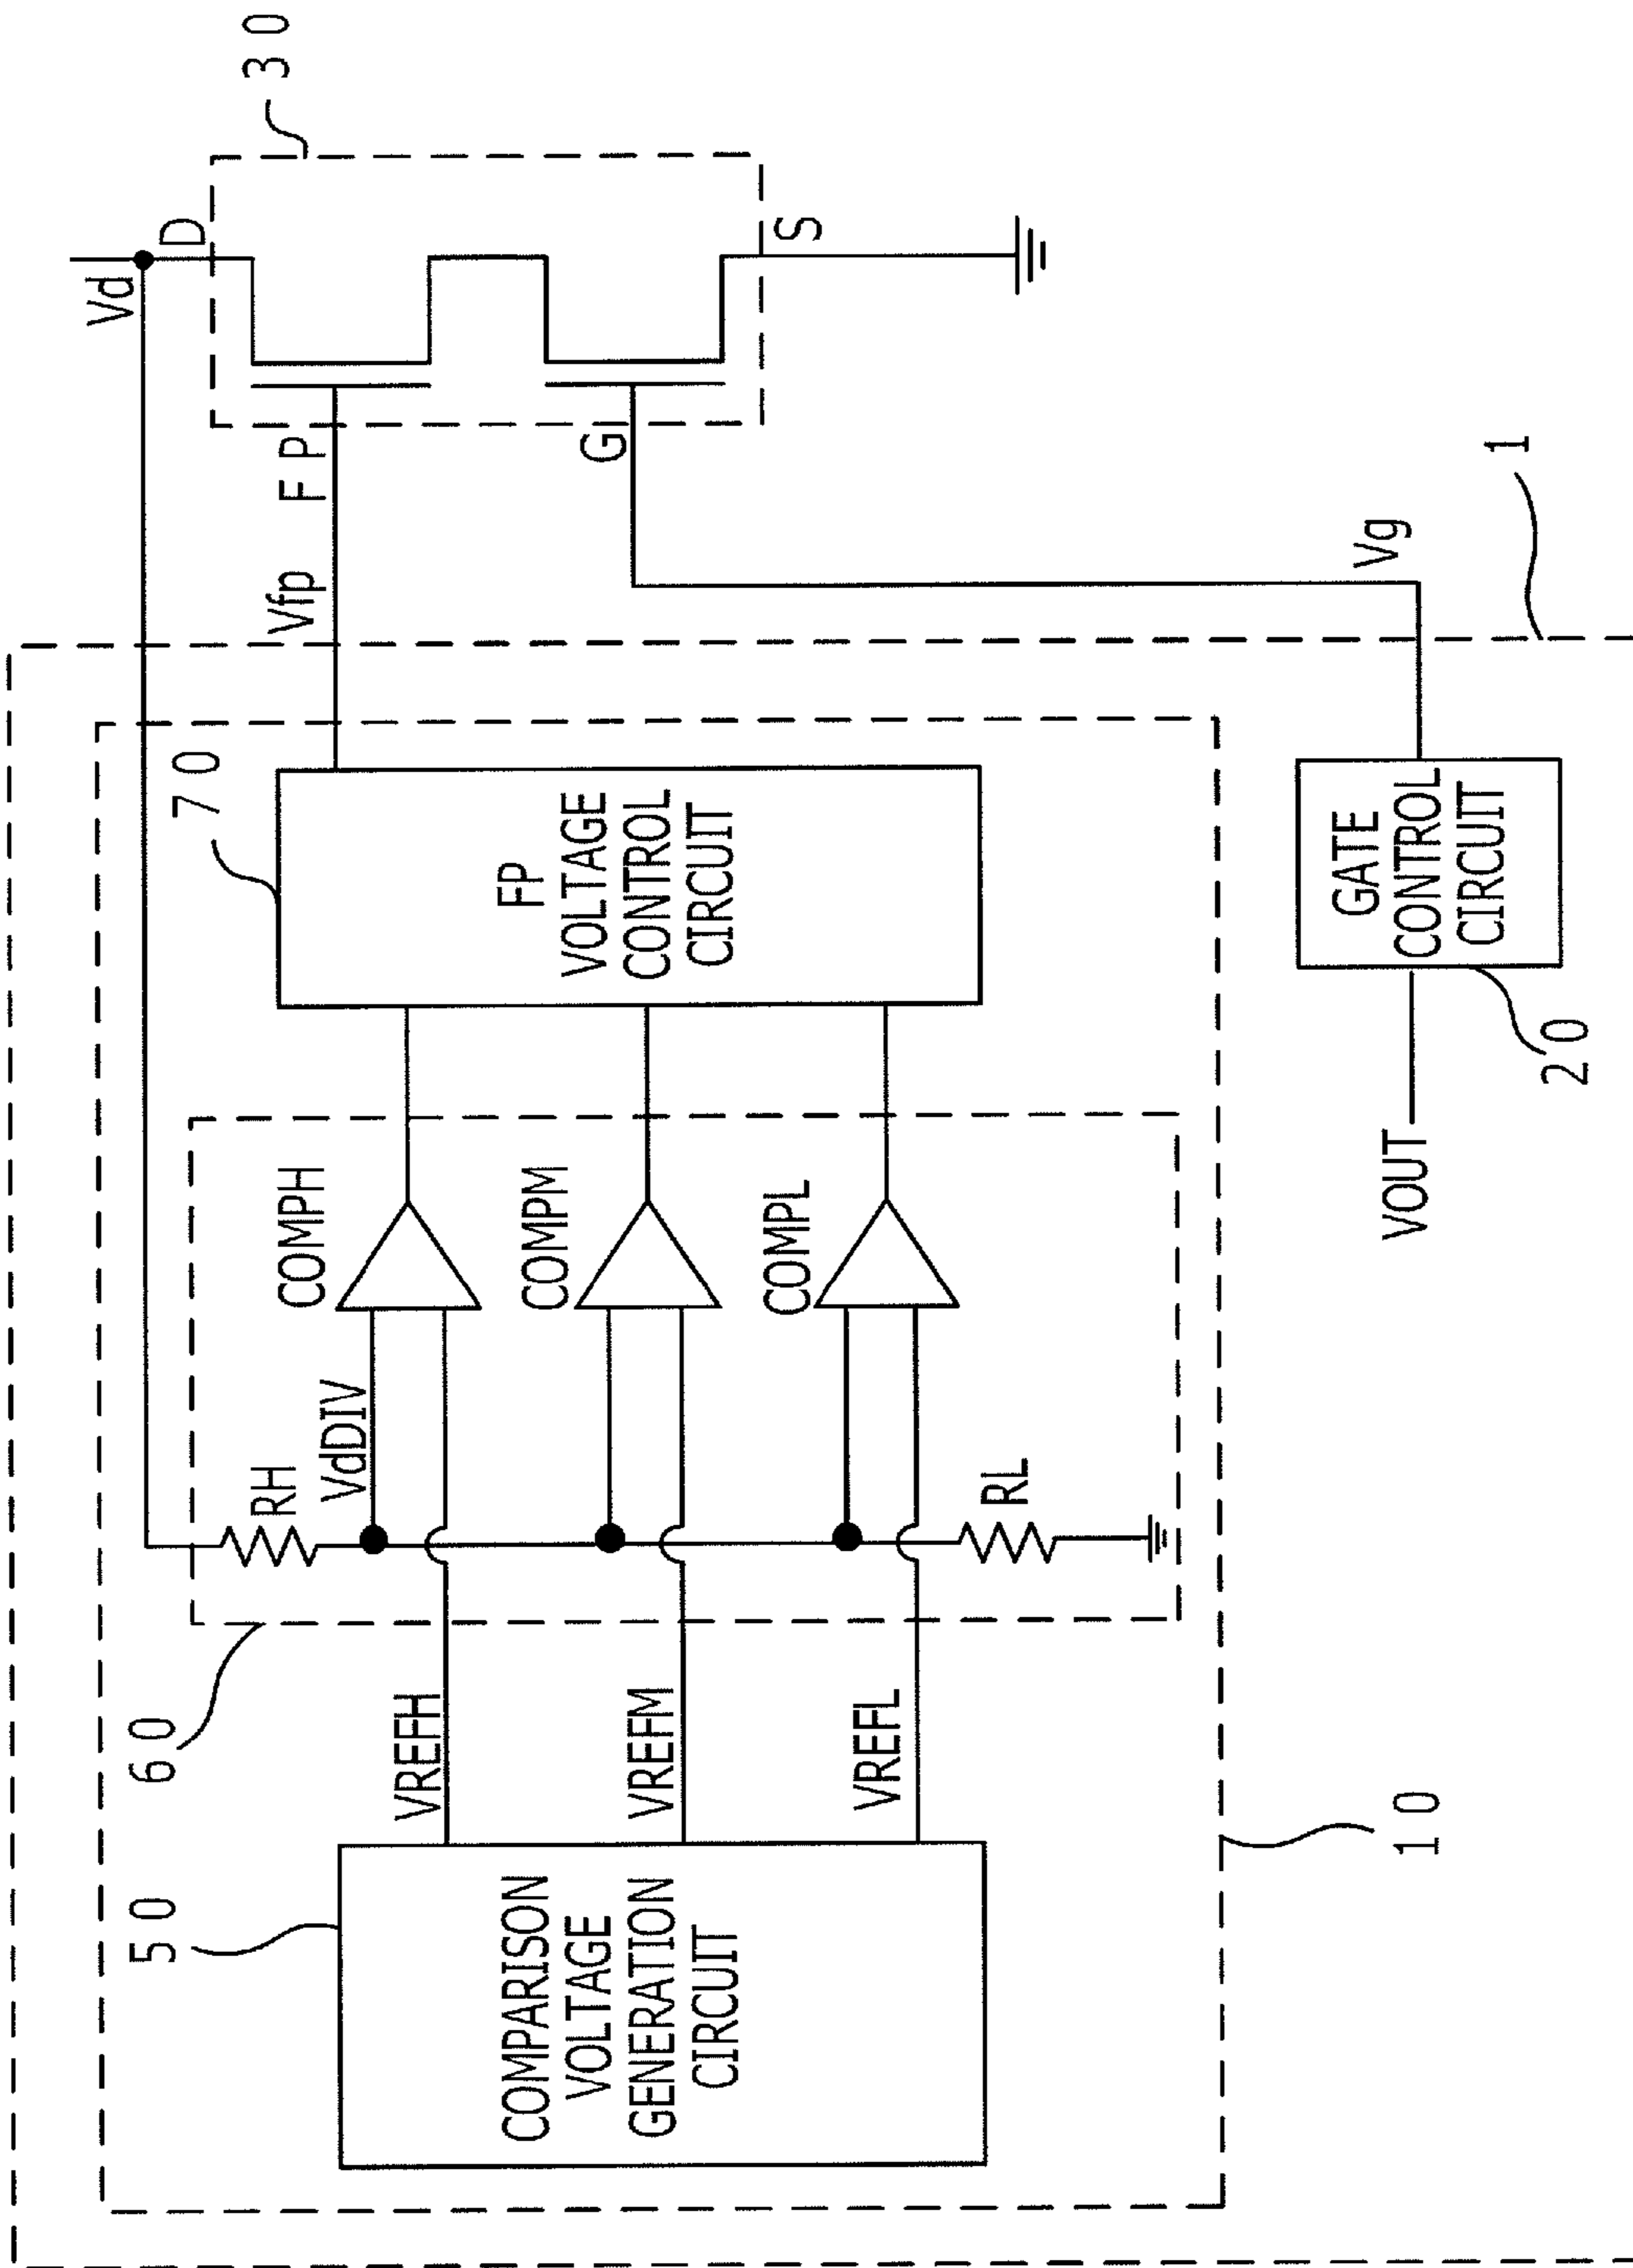 30
Vd
D
FP
Vfp
G
S
Vg
1
70
FP
VOLTAGE
CONTROL
CIRCUIT
GATE
CONTROL
CIRCUIT
20
VOUT
COMPH
COMPM
COMPL
VdDIV
RH
RL
60
VREFH
VREFM
VREFL
10
50
COMPARISON
VOLTAGE
GENERATION
CIRCUIT